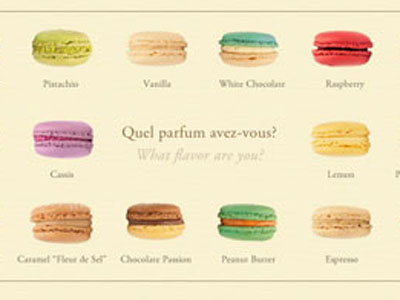 Pistachio
Vanilla
White Chocolate
Raspberry
Quel parfum avez-vous?
What flavor are you?
Cassis
Lemon
Caramel "Fleur de Sel"
Chocolate Passion
Peanut Butter
Espresso